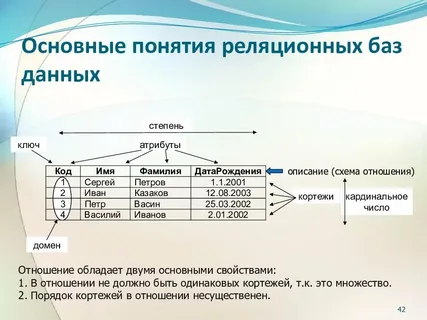 Основные понятия реляционных баз
данных
степень
ключ
атрибуты
Код Имя Фамилия ДатаРождения
описание (схема отношения)
1 Сергей Петров 1.1.2001
2 Иван Казаков 12.08.2003
3 Петр Васин 25.03.2002
4 Василий Иванов 2.01.2002
кортежи
кардинальное
число
домен
Отношение обладает двумя основными свойствами:
1. В отношении не должно быть одинаковых кортежей, т.к. это множество.
2. Порядок кортежей в отношении несущественен.
42